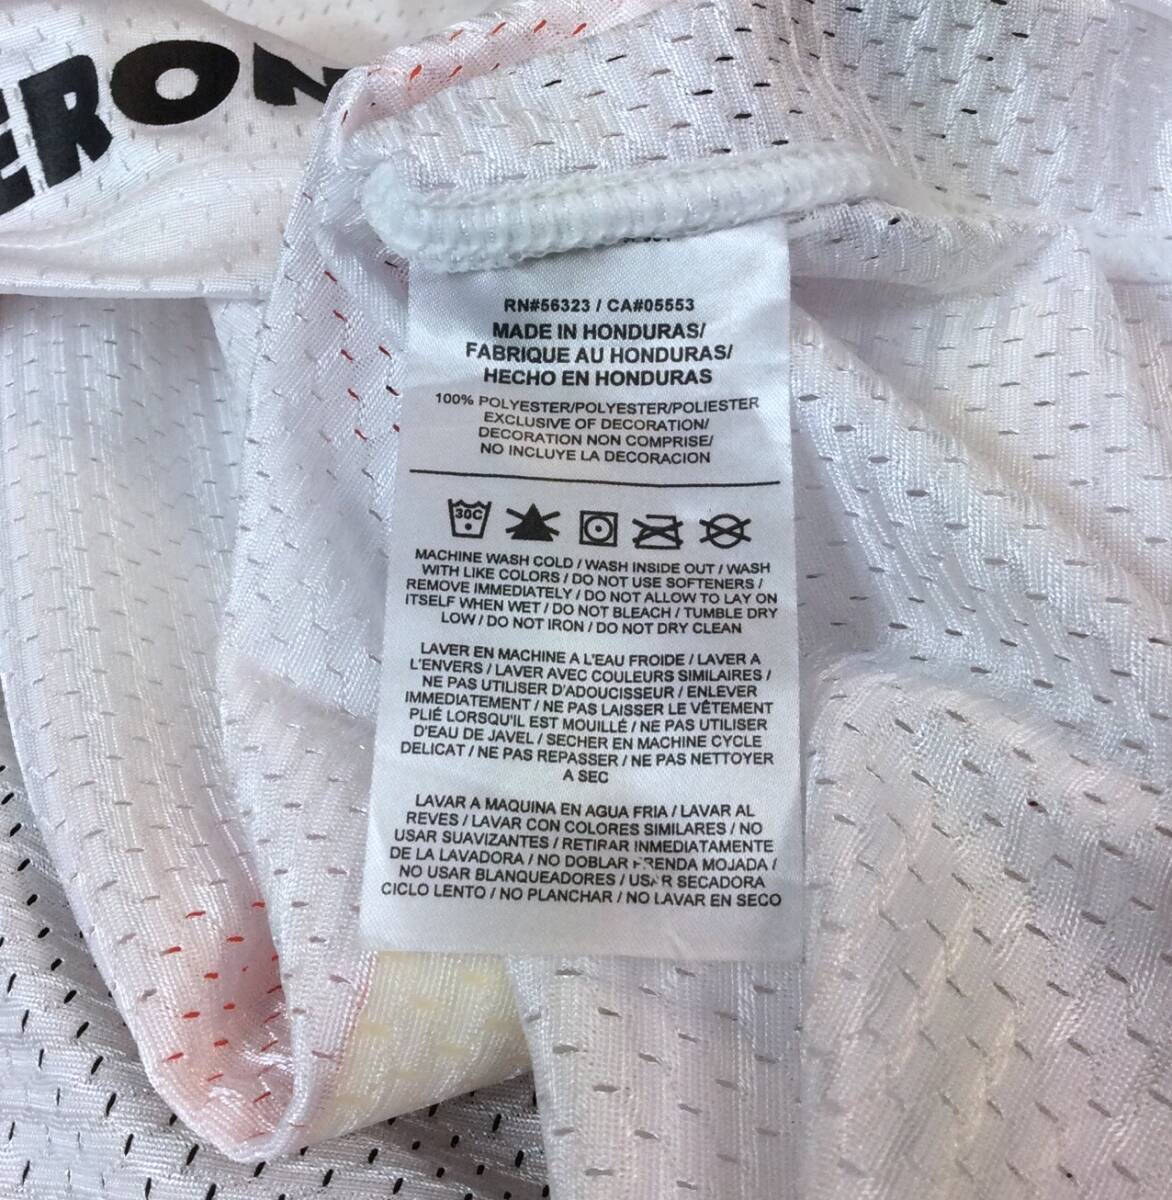 ERON
RN#56323 / CA#05553
MADE IN HONDURAS/
FABRIQUE AU HONDURAS/
HECHO EN HONDURAS
100% POLYESTER/POLYESTER/POLIESTER
EXCLUSIVE OF DECORATION/
DECORATION NON COMPRISE/
NO INCLUYE LA DECORACION
30C
MACHINE WASH COLD / WASH INSIDE OUT / WASH
WITH LIKE COLORS / DO NOT USE SOFTENERS /
REMOVE IMMEDIATELY / DO NOT ALLOW TO LAY ON
ITSELF WHEN WET / DO NOT BLEACH / TUMBLE DRY
LOW / DO NOT IRON / DO NOT DRY CLEAN
LAVER EN MACHINE A L'EAU FROIDE / LAVER A
L'ENVERS / LAVER AVEC COULEURS SIMILAIRES /
NE PAS UTILISER D'ADOUCISSEUR / ENLEVER
IMMEDIATEMENT / NE PAS LAISSER LE VÊTEMENT
PLIÉ LORSQU'IL EST MOUILLÉ / NE PAS UTILISER
D'EAU DE JAVEL / SECHER EN MACHINE CYCLE
DELICAT / NE PAS REPASSER / NE PAS NETTOYER
A SEC
LAVAR A MAQUINA EN AGUA FRIA / LAVAR AL
REVES / LAVAR CON COLORES SIMILARES / NO
USAR SUAVIZANTES / RETIRAR INMEDIATAMENTE
DE LA LAVADORA / NO DOBLAR PRENDA MOJADA /
NO USAR BLANQUEADORES / USAR SECADORA
CICLO LENTO / NO PLANCHAR / NO LAVAR EN SECO